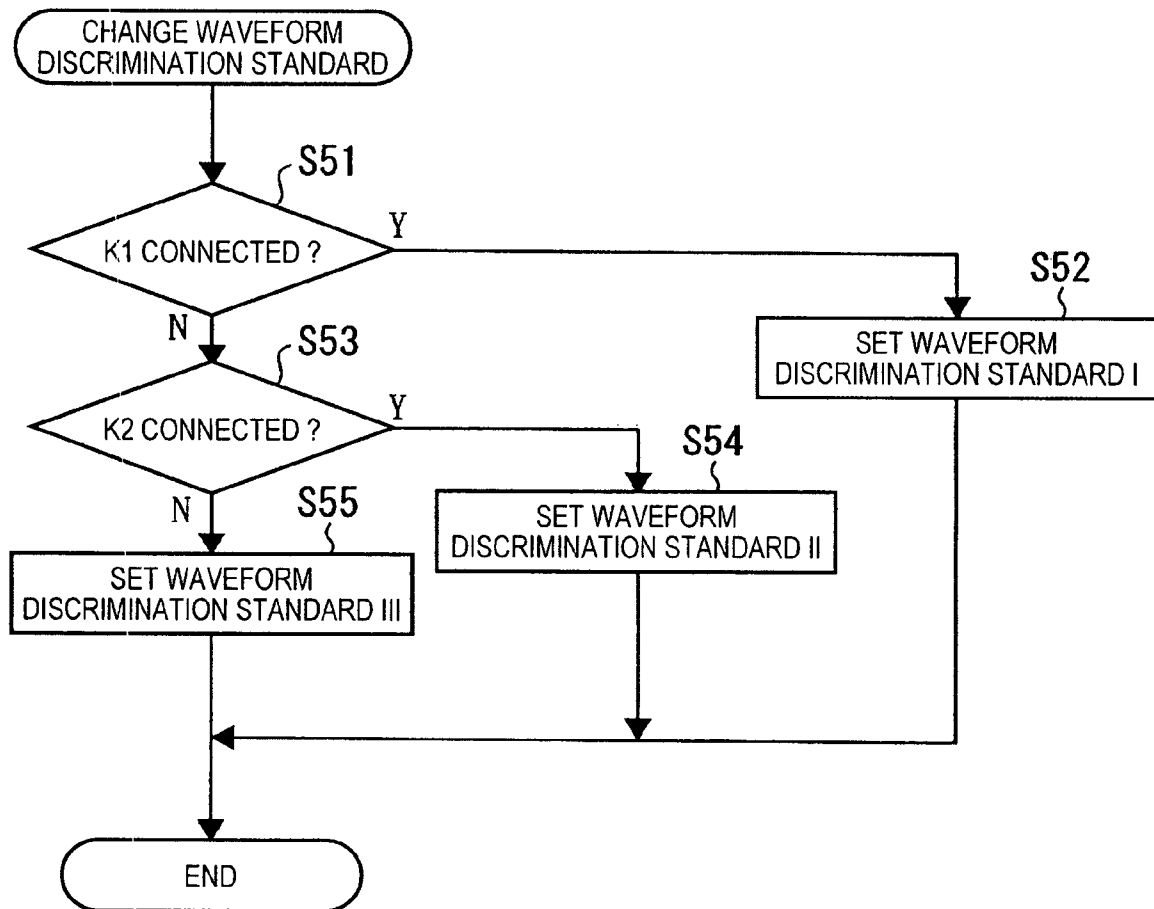 CHANGE WAVEFORM
DISCRIMINATION STANDARD
S51
K1 CONNECTED ?
Y
N
S52
SET WAVEFORM
DISCRIMINATION STANDARD I
S53
K2 CONNECTED ?
Y
N
S54
SET WAVEFORM
DISCRIMINATION STANDARD II
S55
SET WAVEFORM
DISCRIMINATION STANDARD III
END